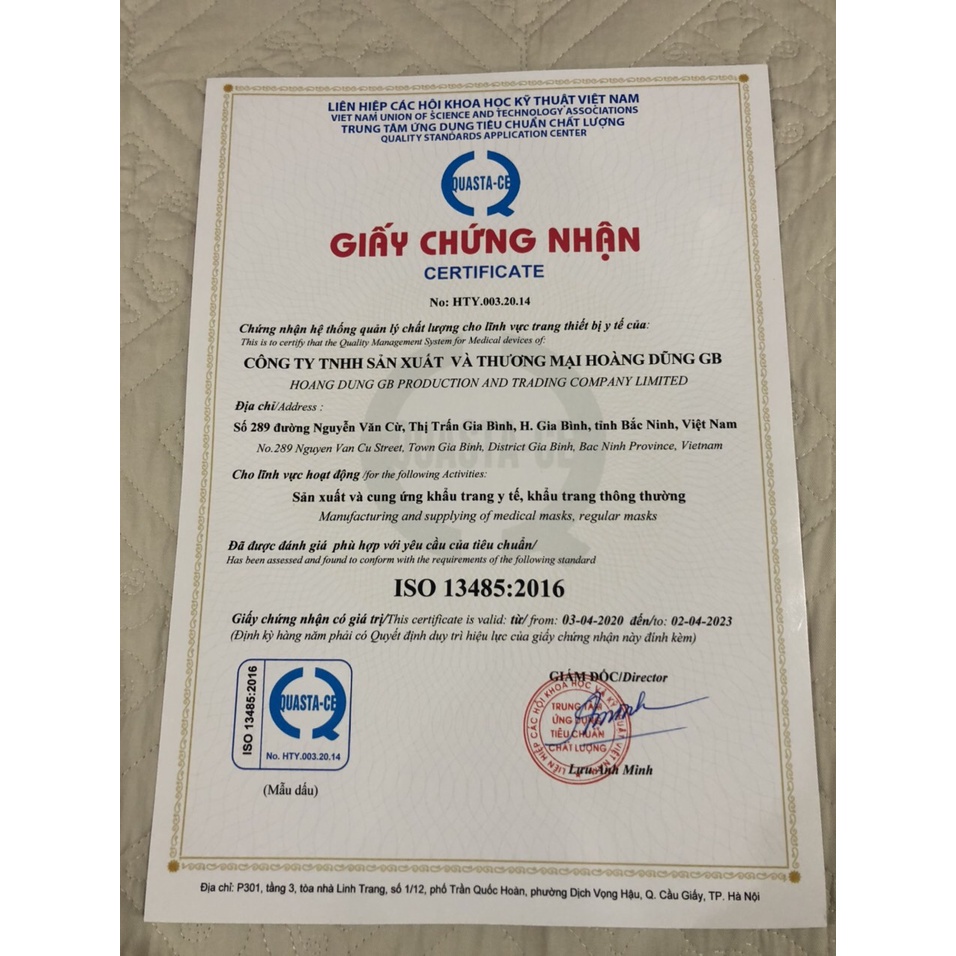 LIÊN HIỆP CÁC HỘI KHOA HỌC KỸ THUẬT VIỆT NAM
VIET NAM UNION OF SCIENCE AND TECHNOLOGY ASSOCIATIONS
TRUNG TÂM ỨNG DỤNG TIÊU CHUẨN CHẤT LƯỢNG
QUALITY STANDARDS APPLICATION CENTER
QUASTA-CE
GIẤY CHỨNG NHẬN
CERTIFICATE
No: HTY.003.20.14
Chứng nhận hệ thống quản lý chất lượng cho lĩnh vực trang thiết bị y tế của:
This is to certify that the Quality Management System for Medical devices of:
CÔNG TY TNHH SẢN XUẤT VÀ THƯƠNG MẠI HOÀNG DŨNG GB
HOANG DUNG GB PRODUCTION AND TRADING COMPANY LIMITED
Địa chỉ/Address :
Số 289 đường Nguyễn Văn Cừ, Thị Trấn Gia Bình, H. Gia Bình, tỉnh Bắc Ninh, Việt Nam
No.289 Nguyen Van Cu Street, Town Gia Binh, District Gia Binh, Bac Ninh Province, Vietnam
QUASTA-CE
Cho lĩnh vực hoạt động /for the following Activities:
Sản xuất và cung ứng khẩu trang y tế, khẩu trang thông thường
Manufacturing and supplying of medical masks, regular masks
Đã được đánh giá phù hợp với yêu cầu của tiêu chuẩn/
Has been assessed and found to conform with the requirements of the following standard
ISO 13485:2016
Giấy chứng nhận có giá trị/This certificate is valid: từ/ from: 03-04-2020 đến/to: 02-04-2023
(Định kỳ hàng năm phải có Quyết định duy trì hiệu lực của giấy chứng nhận này đính kèm)
ISO 13485:2016
QUASTA-CE
No. HTY.003.20.14
(Mẫu dấu)
GIÁM ĐỐC/Director
LIÊN HIỆP CÁC HỘI KHOA HỌC VÀ KỸ THUẬT VIỆT NAM
TRUNG TÂM
ỨNG DỤNG
TIÊU CHUẨN
CHẤT LƯỢNG
Lưu Anh Minh
Địa chỉ: P301, tầng 3, tòa nhà Linh Trang, số 1/12, phố Trần Quốc Hoàn, phường Dịch Vọng Hậu, Q. Cầu Giấy, TP. Hà Nội